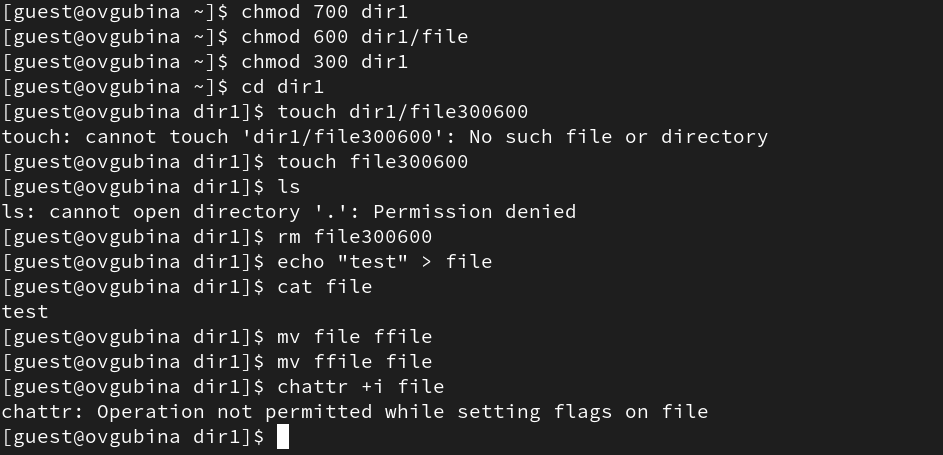 [guest@ovgubina ~]$ chmod 700 dir1
[guest@ovgubina ~]$ chmod 600 dir1/file
[guest@ovgubina ~]$ chmod 300 dir1
[guest@ovgubina ~]$ cd dir1
[guest@ovgubina dir1]$ touch dir1/file300600
touch: cannot touch 'dir1/file300600': No such file or directory
[guest@ovgubina dir1]$ touch file300600
[guest@ovgubina dir1]$ ls
ls: cannot open directory '.': Permission denied
[guest@ovgubina dir1]$ rm file300600
[guest@ovgubina dir1]$ echo "test" > file
[guest@ovgubina dir1]$ cat file
test
[guest@ovgubina dir1]$ mv file ffile
[guest@ovgubina dir1]$ mv ffile file
[guest@ovgubina dir1]$ chattr +i file
chattr: Operation not permitted while setting flags on file
[guest@ovgubina dir1]$